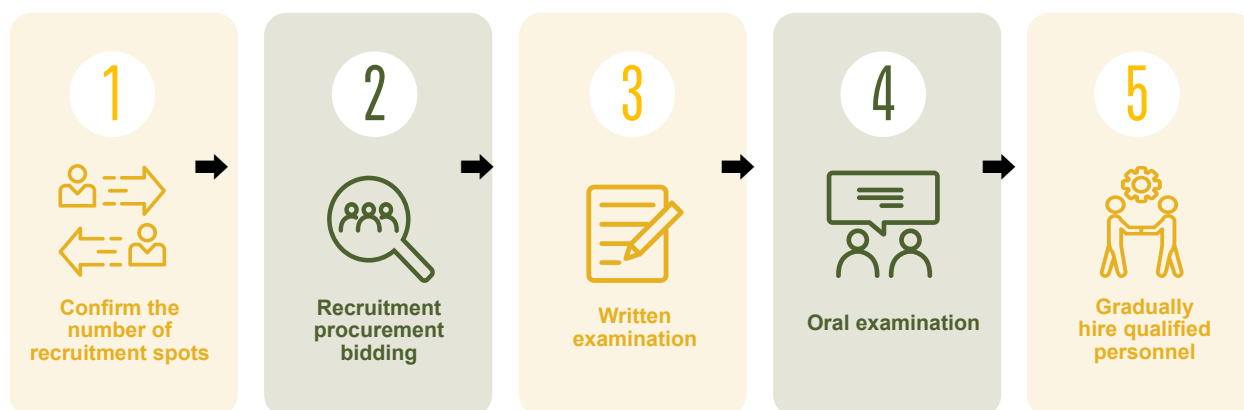 1
Confirm the
number of
recruitment spots
2
Recruitment
procurement
bidding
3
Written
examination
4
Oral examination
5
Gradually
hire qualified
personnel